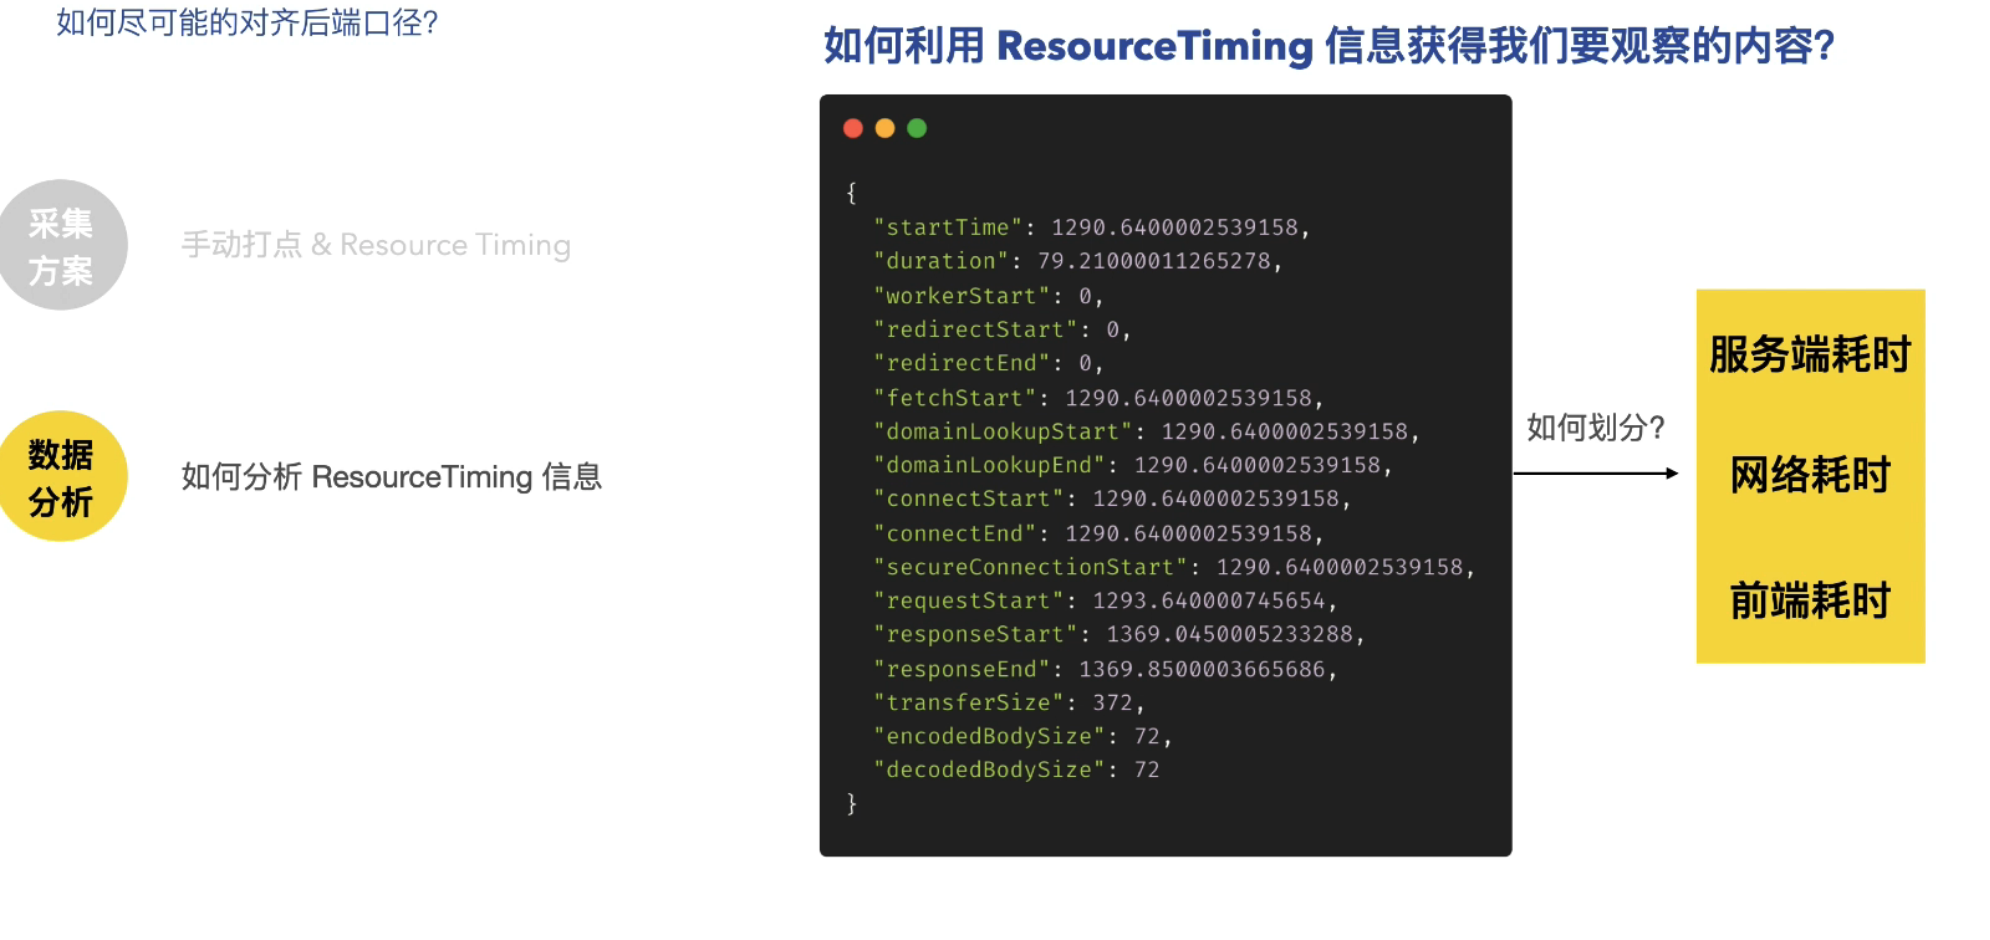 如何尽可能的对齐后端口径?
采集
方案
手动打点 & Resource Timing
数据
分析
如何分析 ResourceTiming 信息
如何利用 ResourceTiming 信息获得我们要观察的内容?
{
"startTime": 1290.6400002539158,
"duration": 79.21000011265278,
"workerStart": 0,
"redirectStart": 0,
"redirectEnd": 0,
"fetchStart": 1290.6400002539158,
"domainLookupStart": 1290.6400002539158,
"domainLookupEnd": 1290.6400002539158,
"connectStart": 1290.6400002539158,
"connectEnd": 1290.6400002539158,
"secureConnectionStart": 1290.6400002539158,
"requestStart": 1293.640000745654,
"responseStart": 1369.0450005233288,
"responseEnd": 1369.8500003665686,
"transferSize": 372,
"encodedBodySize": 72,
"decodedBodySize": 72
}
如何划分?
服务端耗时
网络耗时
前端耗时